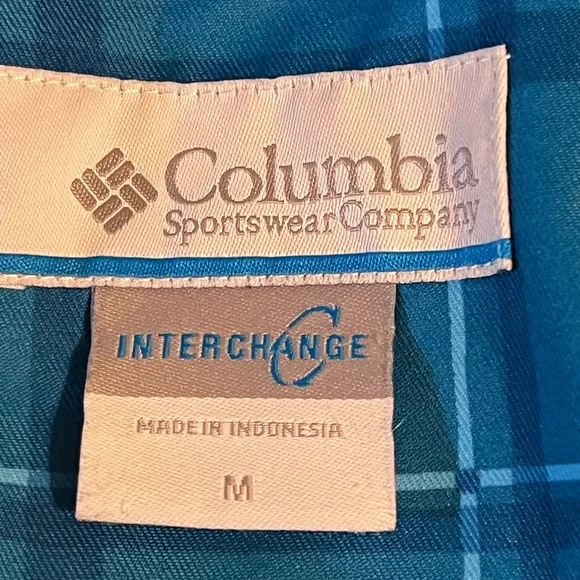 Columbia
Sportswear Company
INTERCHANGE
MADE IN INDONESIA
M